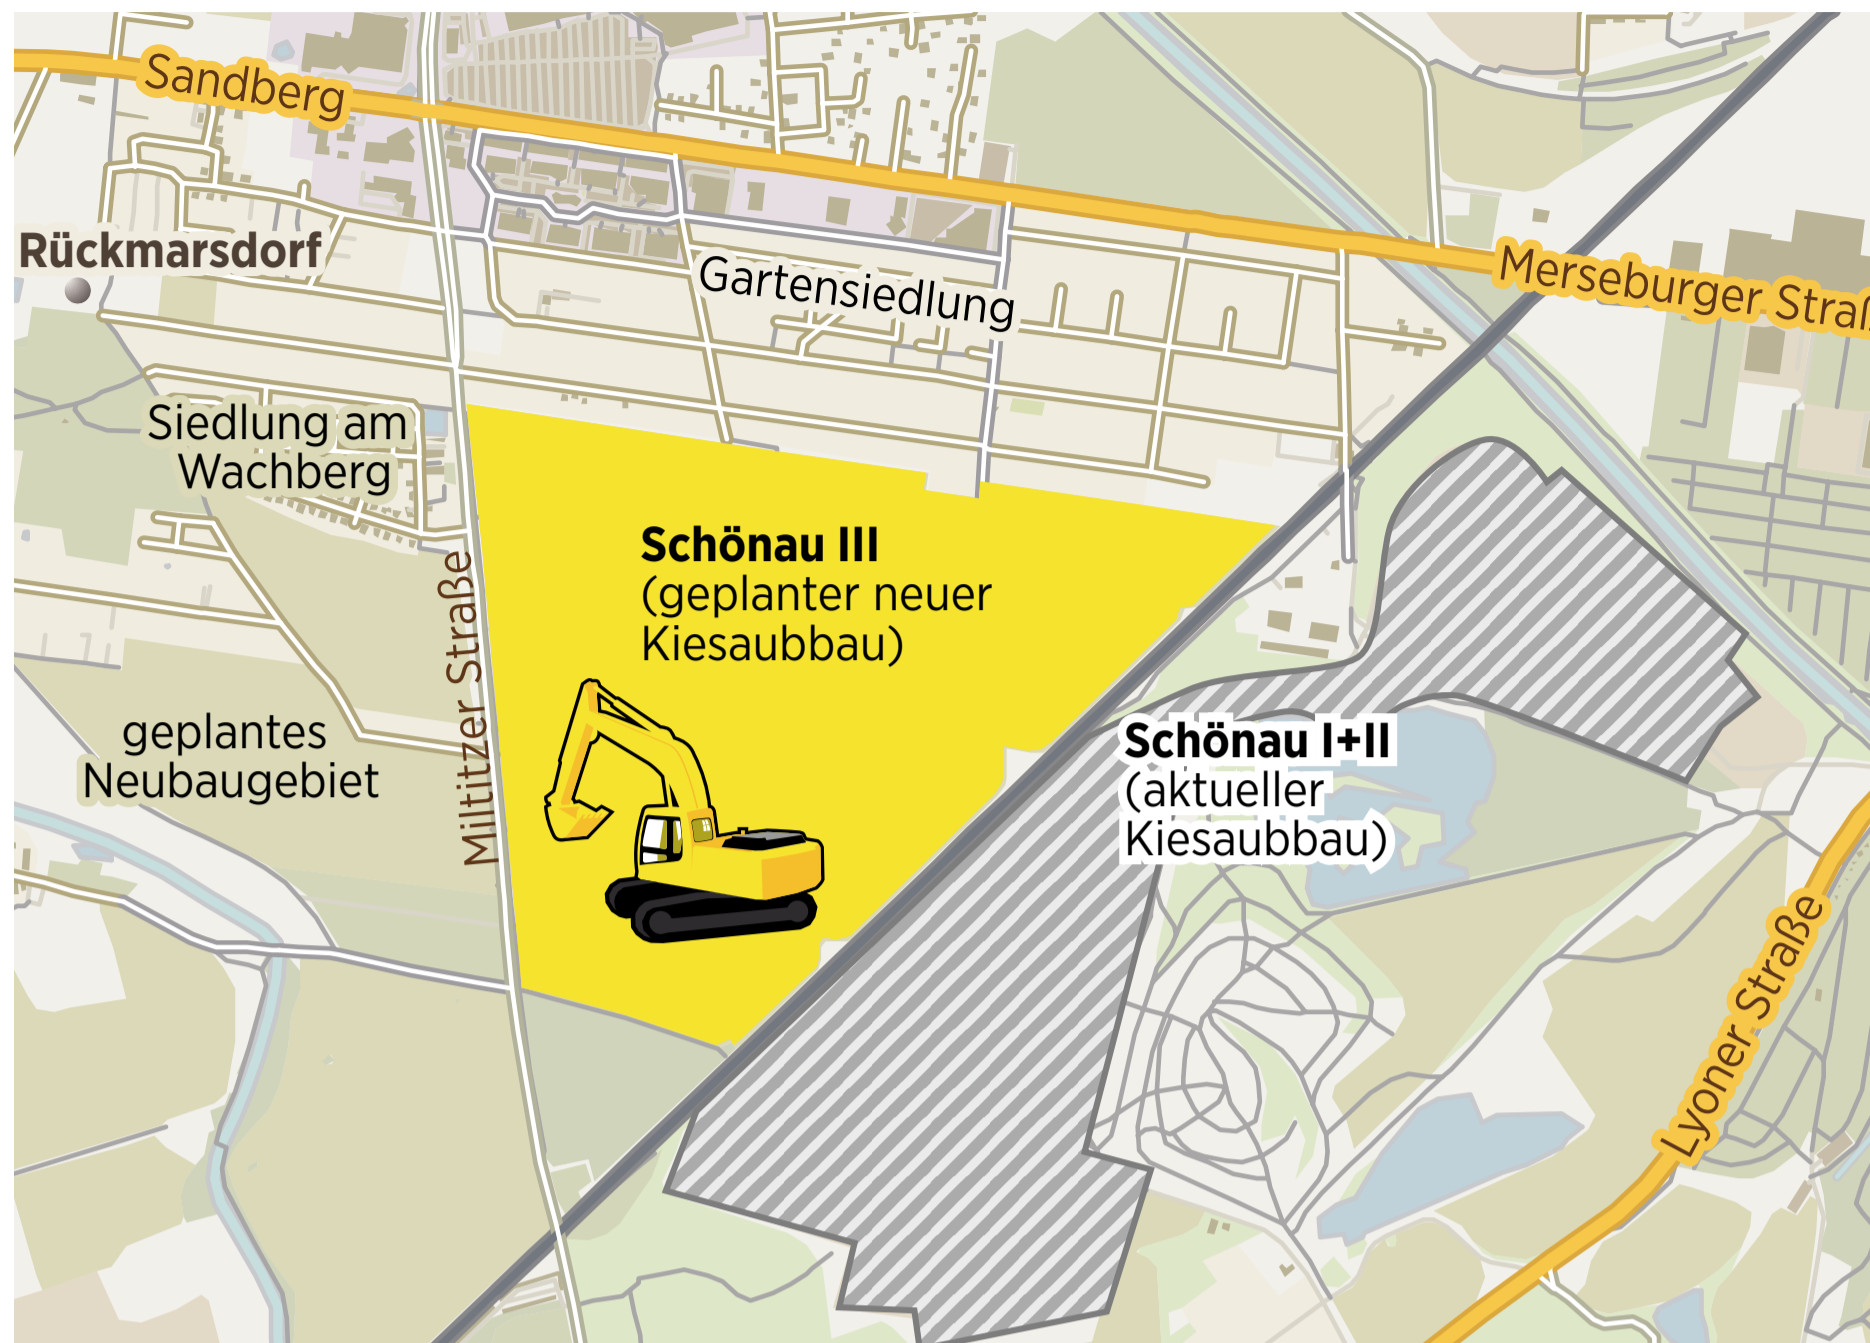 Sandberg
Rückmarsdorf
Gartensiedlung
Merseburger Straß
Siedlung am
Wachberg
Schönau III
(geplanter neuer
Kiesaubbau)
Miltitzer Straße
geplantes
Neubaugebiet
Schönau I+II
(aktueller
Kiesaubbau)
Lyoner Straße